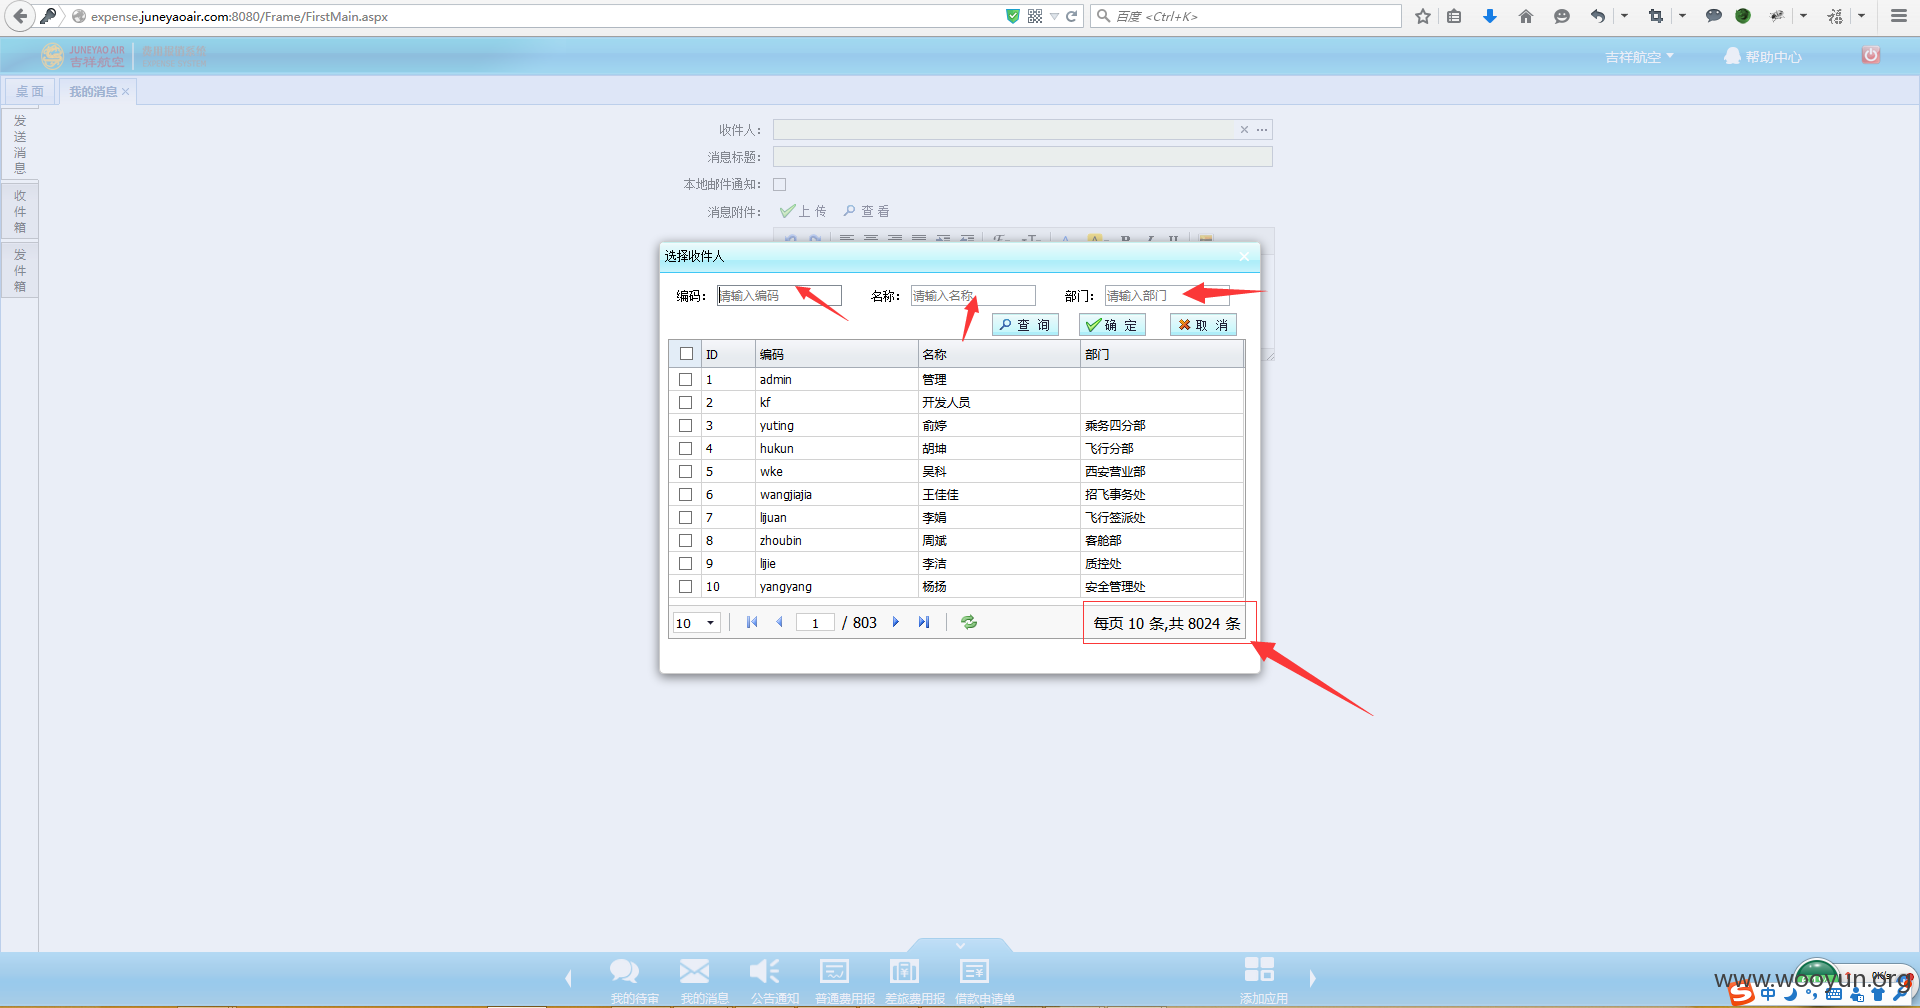 expense.juneyaoair.com:8080/Frame/FirstMain.aspx
百度 <Ctrl+K>
JUNEYAO AIR
吉祥航空
吉祥航空
帮助中心
桌 面
我的消息
发送消息
收件箱
发件箱
收件人:
消息标题:
本地邮件通知:
消息附件:
上 传
查 看
选择收件人
编码: 请输入编码
名称: 请输入名称
部门: 请输入部门
查 询
确 定
取 消
ID 编码 名称 部门
1 admin 管理
2 kf 开发人员
3 yuting 俞婷 乘务四分部
4 hukun 胡坤 飞行分部
5 wke 吴科 西安营业部
6 wangjiajia 王佳佳 招飞事务处
7 lijuan 李娟 飞行签派处
8 zhoubin 周斌 客舱部
9 lijie 李洁 质控处
10 yangyang 杨扬 安全管理处
10
1 / 803
每页 10 条,共 8024 条
我的待审
我的消息
公告通知
普通费用报
差旅费用报
借款申请单
添加应用
www.wooyun.org
中